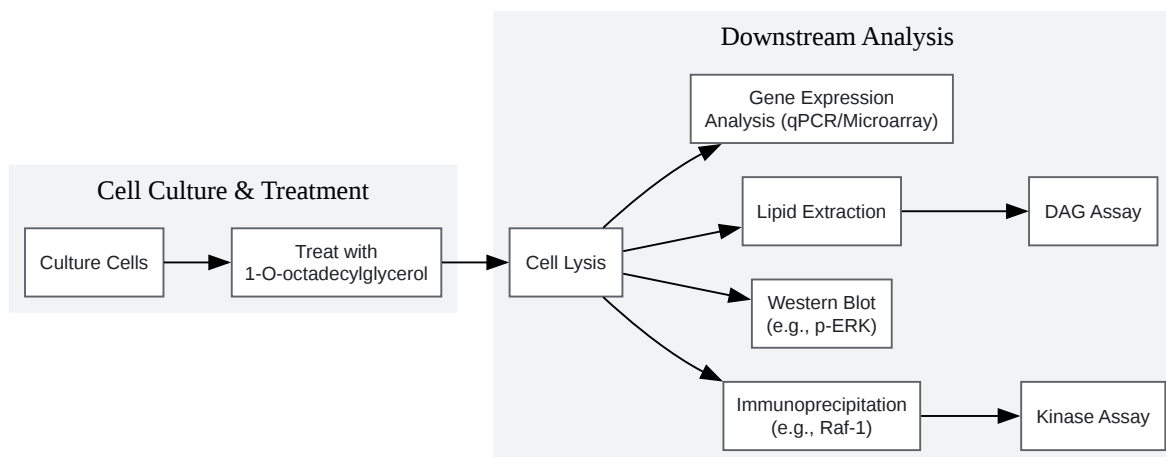 Downstream Analysis
Gene Expression
Analysis (qPCR/Microarray)
Cell Culture & Treatment
Culture Cells
Treat with
1-O-octadecylglycerol
Cell Lysis
Lipid Extraction
DAG Assay
Western Blot
(e.g., p-ERK)
Immunoprecipitation
(e.g., Raf-1)
Kinase Assay